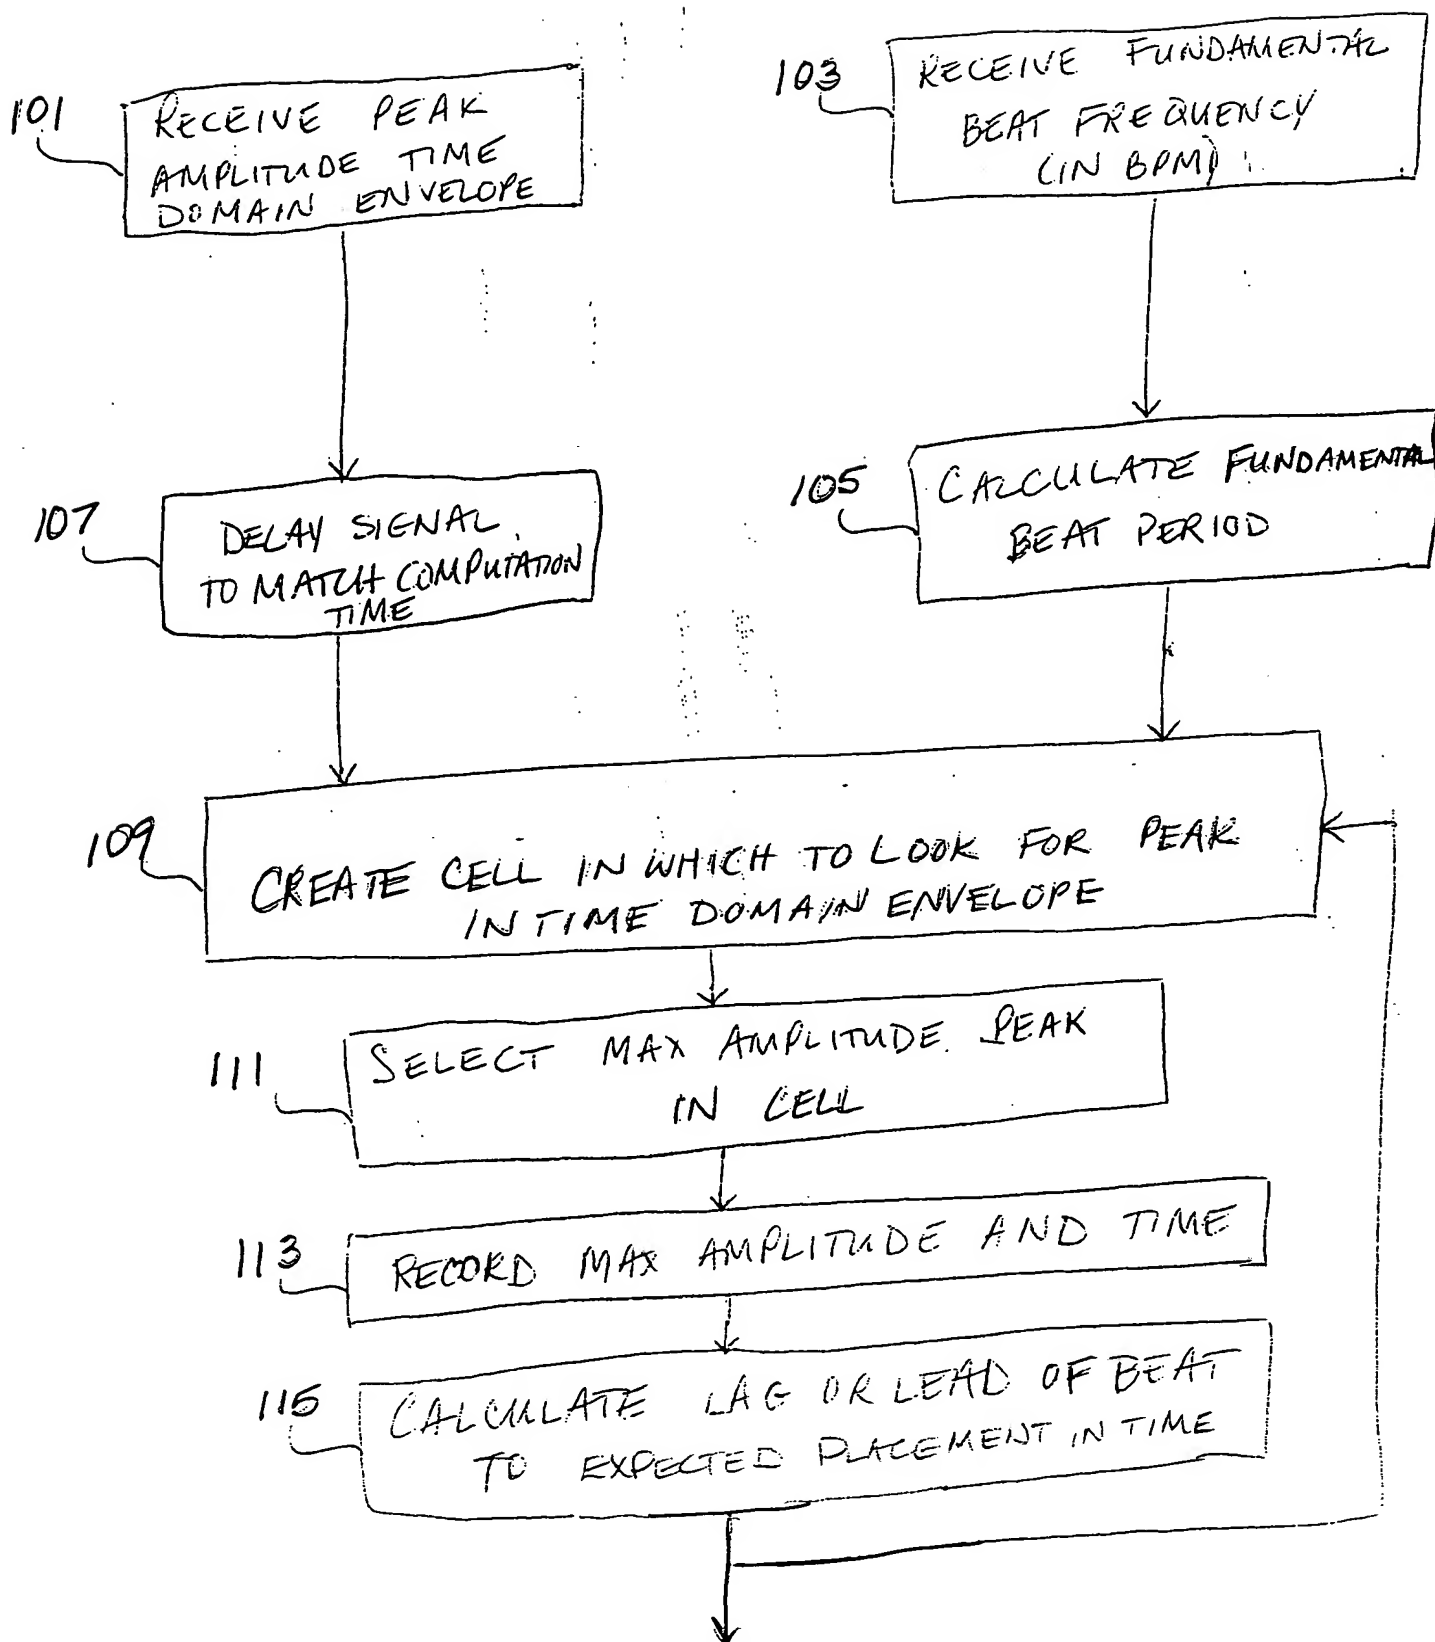 101
RECEIVE PEAK
AMPLITUDE TIME
DOMAIN ENVELOPE
103
RECEIVE FUNDAMENTAL
BEAT FREQUENCY
(IN BPM)
107
DELAY SIGNAL
TO MATCH COMPUTATION
TIME
105
CALCULATE FUNDAMENTAL
BEAT PERIOD
109
CREATE CELL IN WHICH TO LOOK FOR PEAK
IN TIME DOMAIN ENVELOPE
111
SELECT MAX AMPLITUDE PEAK
IN CELL
113
RECORD MAX AMPLITUDE AND TIME
115
CALCULATE LAG OR LEAD OF BEAT
TO EXPECTED PLACEMENT IN TIME